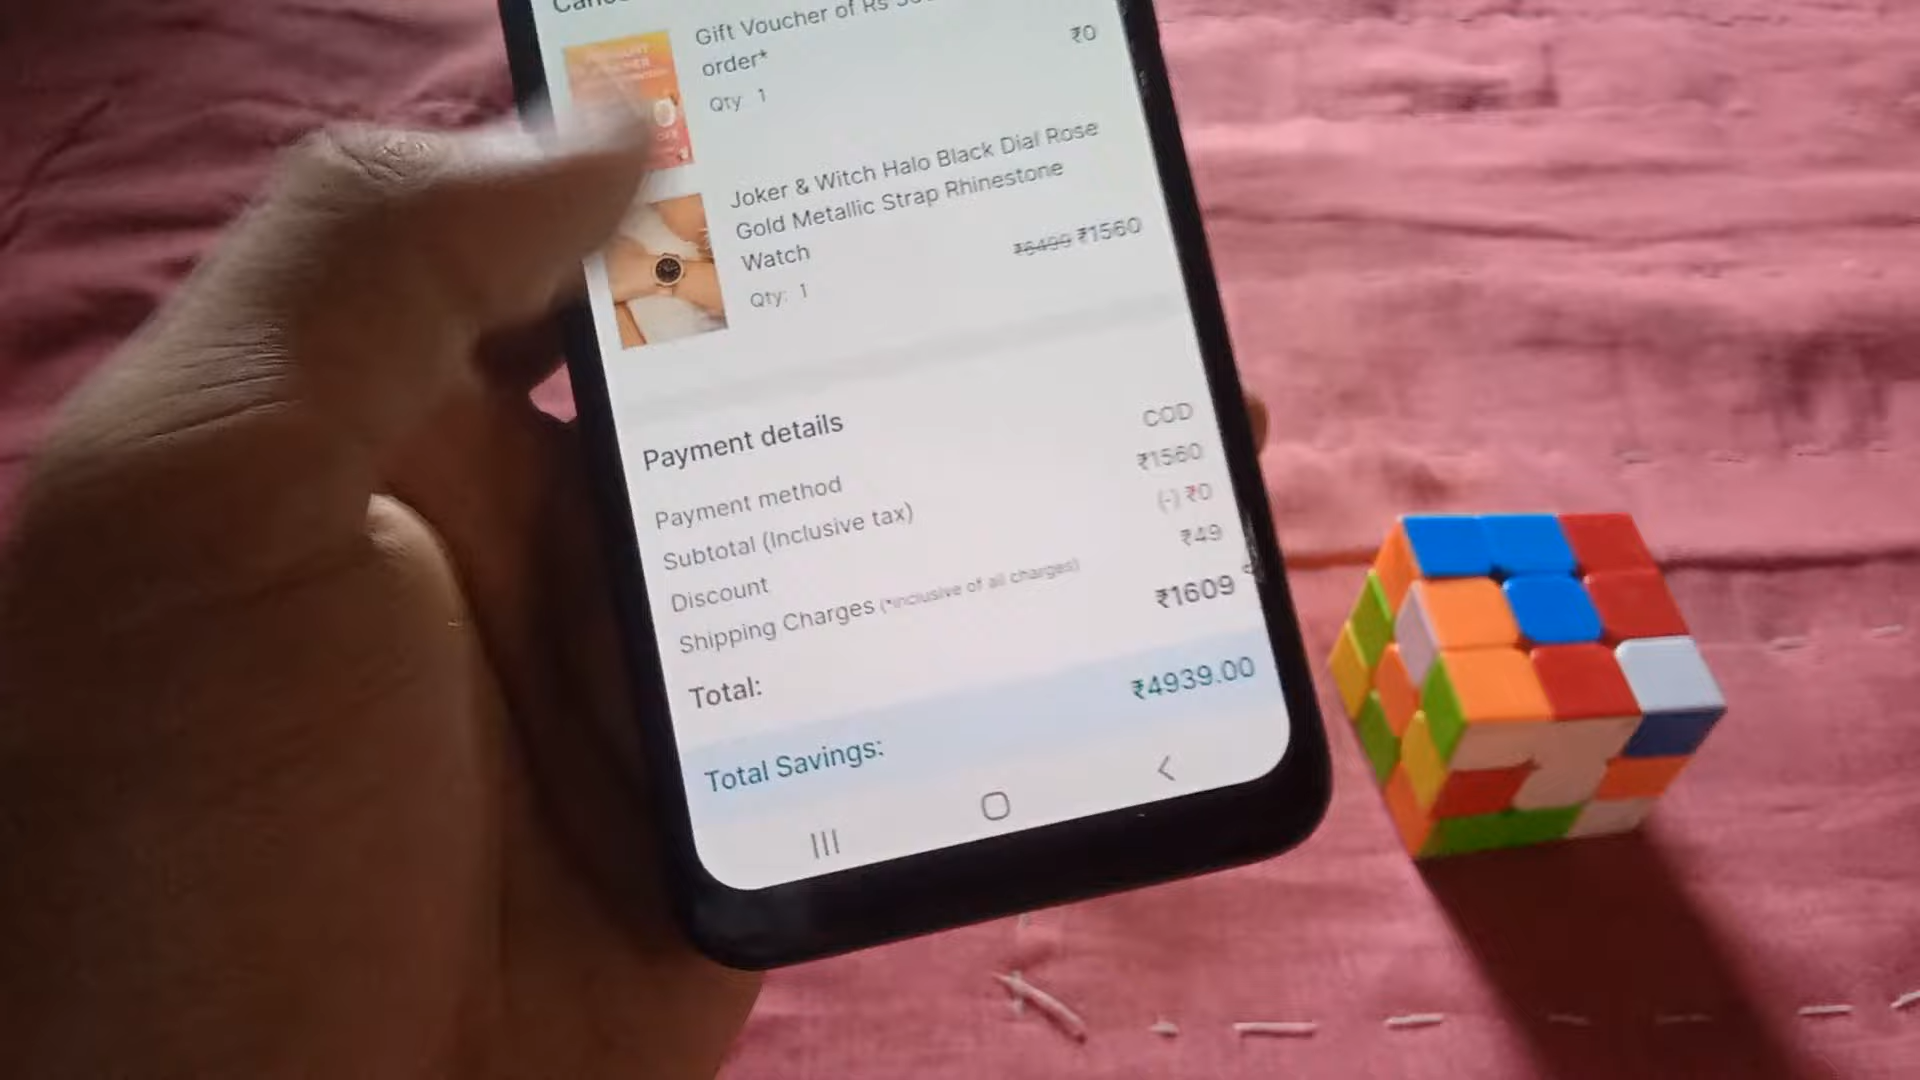 Gift Voucher of Rs
order*
₹0
Qty: 1
Joker & Witch Halo Black Dial Rose
Gold Metallic Strap Rhinestone
Watch
₹6499 ₹1560
Qty: 1
Payment details
Payment method COD
Subtotal (Inclusive tax) ₹1560
Discount (-) ₹0
Shipping Charges (*inclusive of all charges) ₹49
Total: ₹1609
Total Savings: ₹4939.00